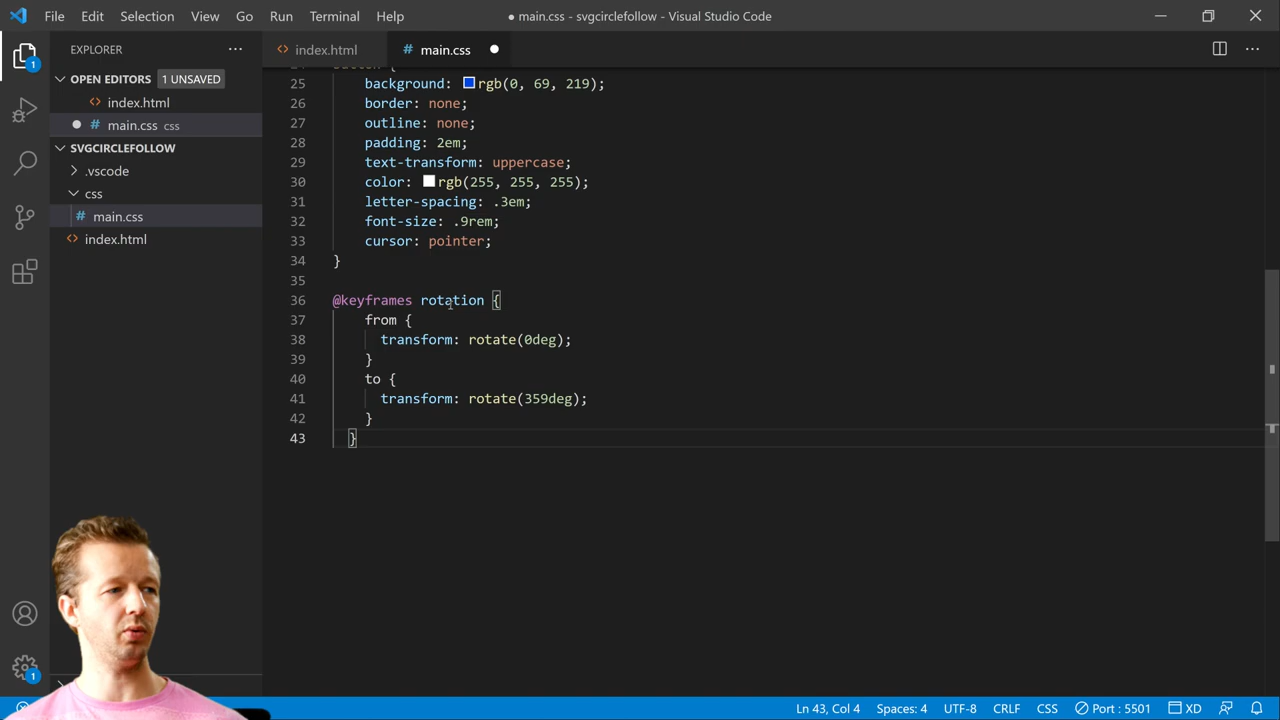 File Edit Selection View Go Run Terminal Help
● main.css - svgcirclefollow - Visual Studio Code
EXPLORER ...
OPEN EDITORS 1 UNSAVED
index.html
main.css css
SVGCIRCLEFOLLOW
.vscode
css
main.css
index.html
1
1
index.html # main.css
25 background: rgb(0, 69, 219);
26 border: none;
27 outline: none;
28 padding: 2em;
29 text-transform: uppercase;
30 color: rgb(255, 255, 255);
31 letter-spacing: .3em;
32 font-size: .9rem;
33 cursor: pointer;
34 }
35
36 @keyframes rotation {
37 from {
38 transform: rotate(0deg);
39 }
40 to {
41 transform: rotate(359deg);
42 }
43 }
Ln 43, Col 4 Spaces: 4 UTF-8 CRLF CSS Port : 5501 XD